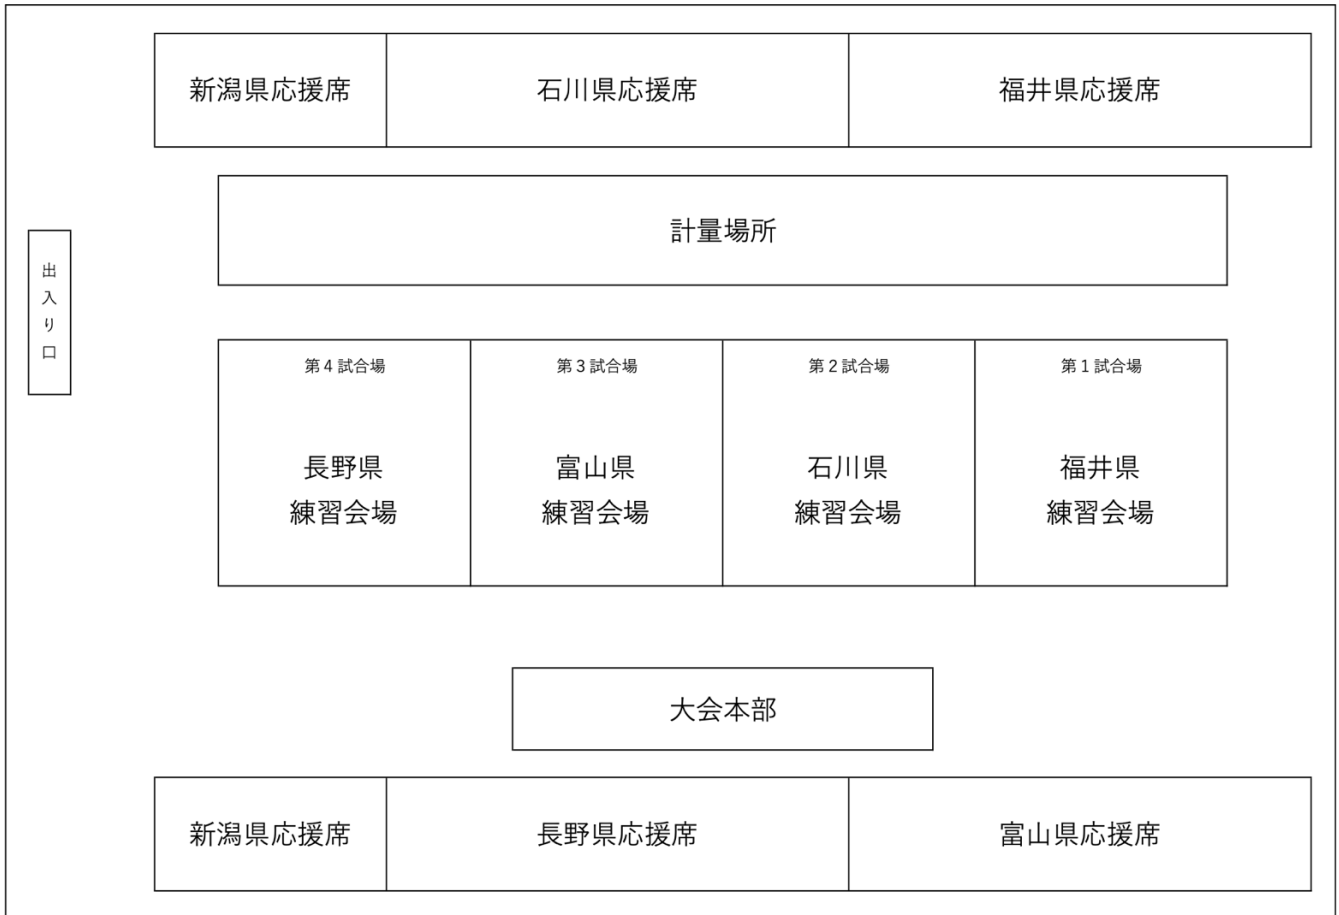 新潟県応援席
石川県応援席
福井県応援席
計量場所
出入り口
第4試合場
第3試合場
第2試合場
第1試合場
長野県
練習会場
富山県
練習会場
石川県
練習会場
福井県
練習会場
大会本部
新潟県応援席
長野県応援席
富山県応援席